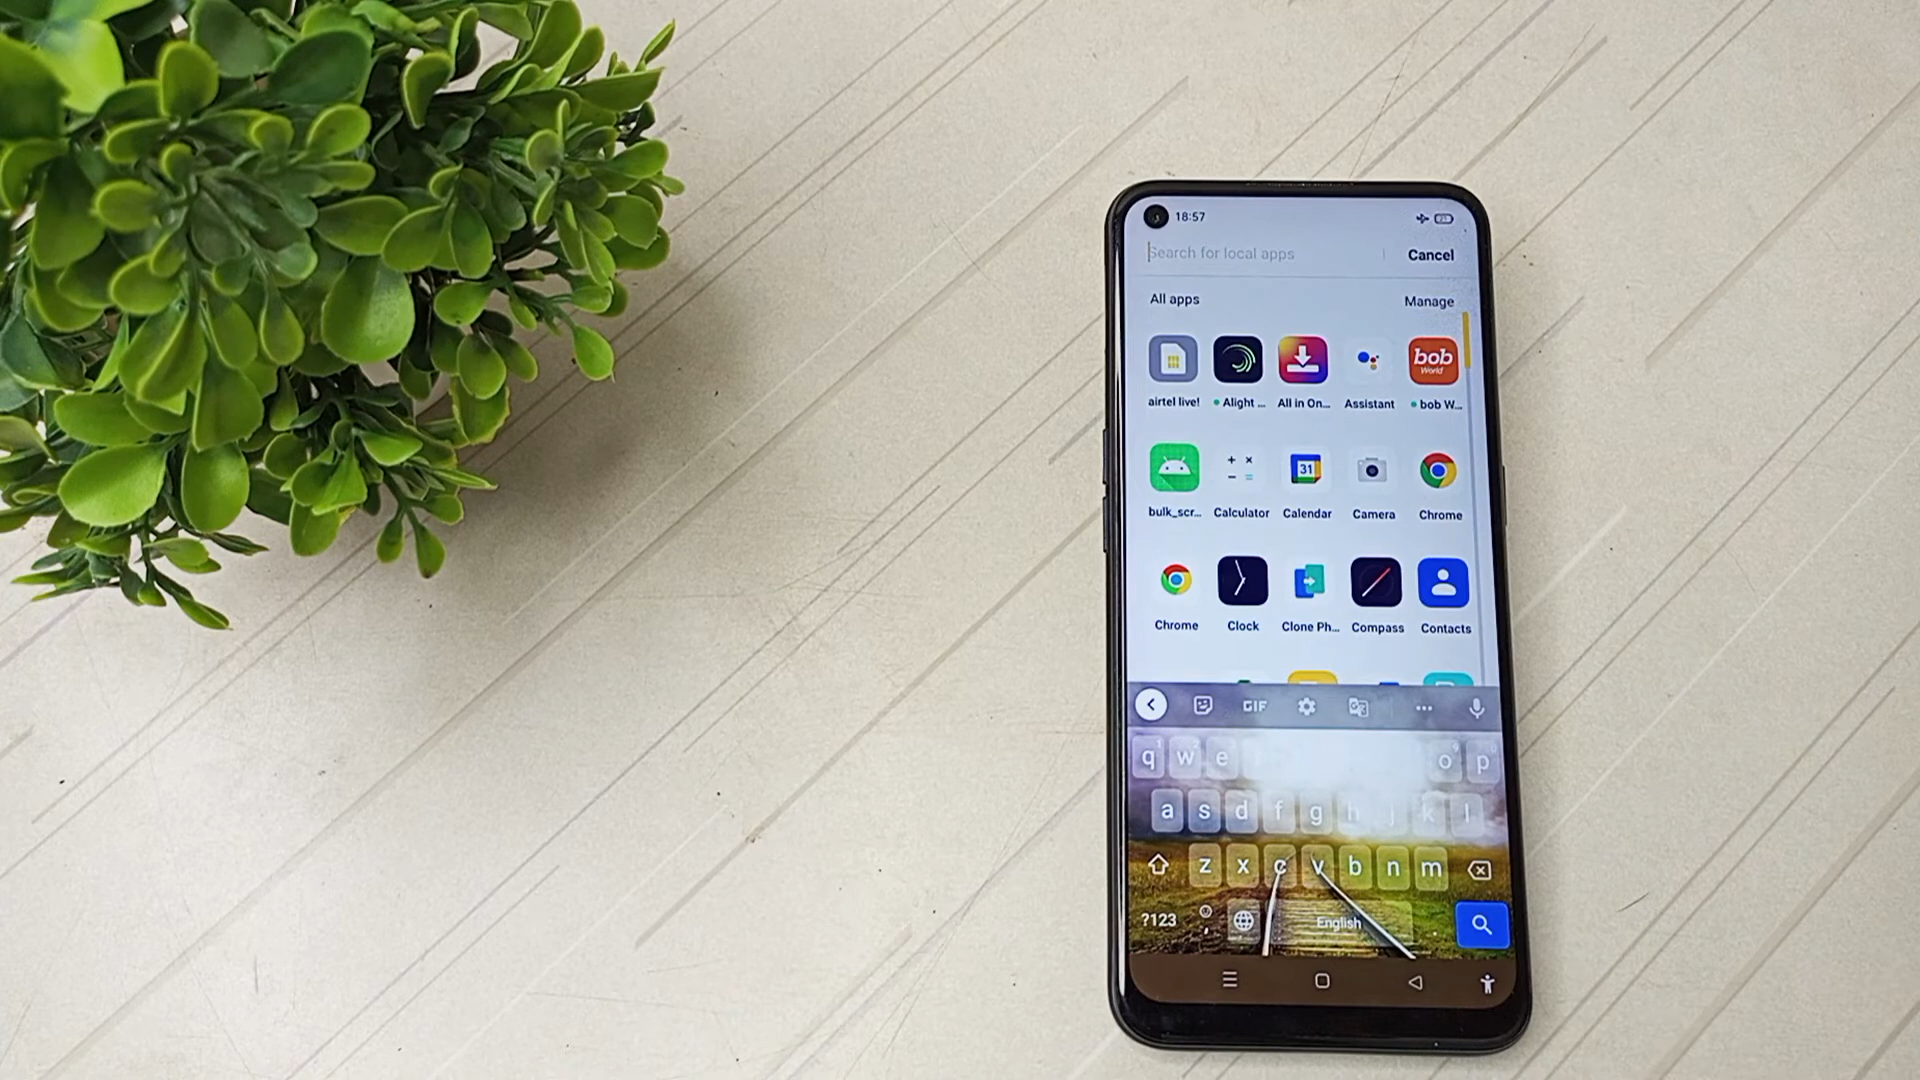 18:57
Search for local apps
Cancel
All apps
Manage
bob
World
airtel live!
Alight ...
All in On...
Assistant
bob W...
31
bulk_scr...
Calculator
Calendar
Camera
Chrome
Chrome
Clock
Clone Ph...
Compass
Contacts
GIF
q w e o p
a s d f g h j k l
z x c v b n m
?123 , English .